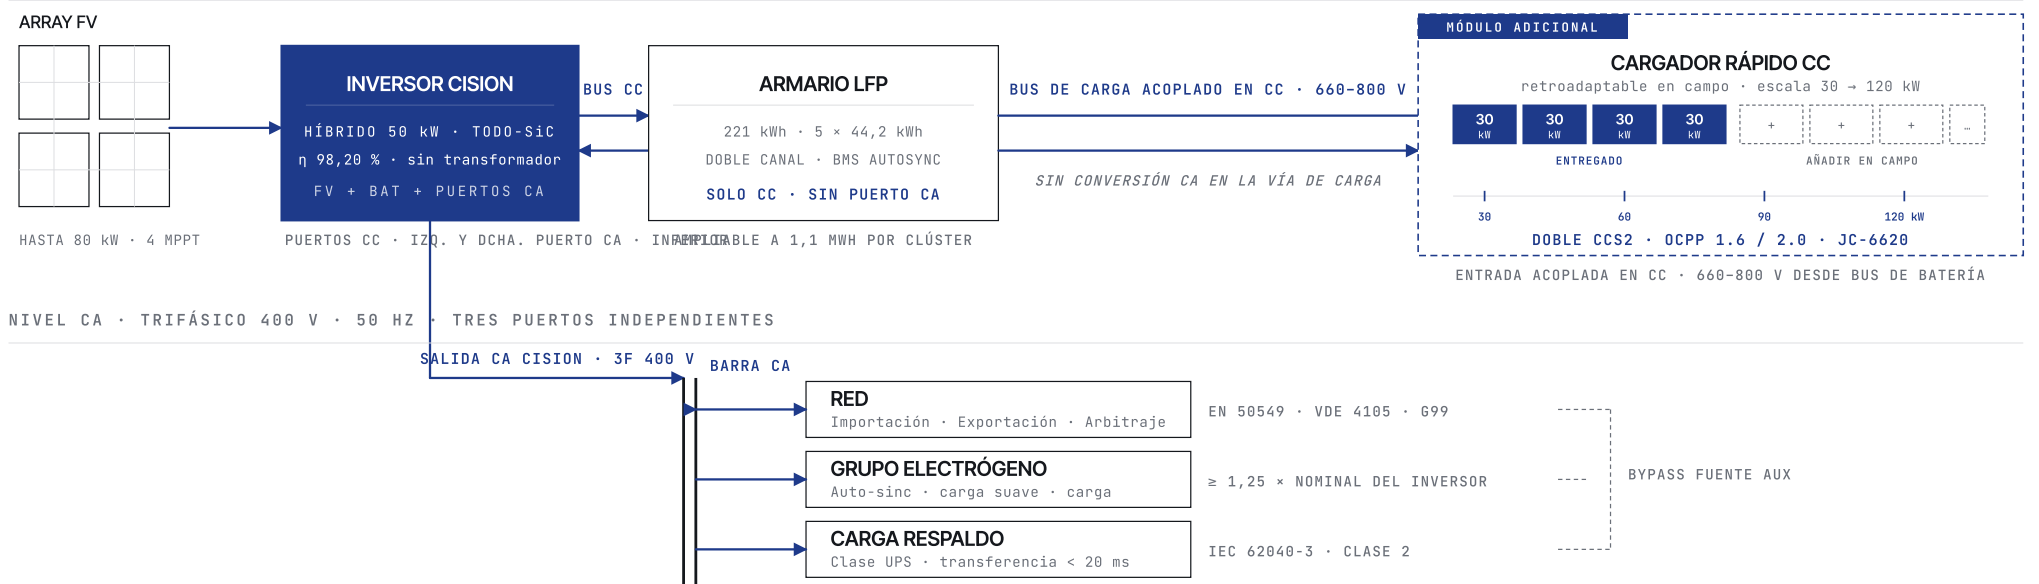 ARRAY FV
HASTA 80 kW · 4 MPPT
INVERSOR CISION
HÍBRIDO 50 kW · TODO-SiC
η 98,20 % · sin transformador
FV + BAT + PUERTOS CA
PUERTOS CC · IZQ. Y DCHA. PUERTO CA · INFERIOR
BUS CC
ARMARIO LFP
221 kWh · 5 × 44,2 kWh
DOBLE CANAL · BMS AUTOSYNC
SOLO CC · SIN PUERTO CA
AMPLIABLE A 1,1 MWH POR CLÚSTER
BUS DE CARGA ACOPLADO EN CC · 660–800 V
SIN CONVERSIÓN CA EN LA VÍA DE CARGA
MÓDULO ADICIONAL
CARGADOR RÁPIDO CC
retroadaptable en campo · escala 30 → 120 kW
30 30 30 30 + + + …
kW kW kW kW
ENTREGADO AÑADIR EN CAMPO
30 60 90 120 kW
DOBLE CCS2 · OCPP 1.6 / 2.0 · JC-6620
ENTRADA ACOPLADA EN CC · 660–800 V DESDE BUS DE BATERÍA
NIVEL CA · TRIFÁSICO 400 V · 50 HZ · TRES PUERTOS INDEPENDIENTES
SALIDA CA CISION · 3F 400 V
BARRA CA
RED
Importación · Exportación · Arbitraje
EN 50549 · VDE 4105 · G99
GRUPO ELECTRÓGENO
Auto-sinc · carga suave · carga
≥ 1,25 × NOMINAL DEL INVERSOR
BYPASS FUENTE AUX
CARGA RESPALDO
Clase UPS · transferencia < 20 ms
IEC 62040-3 · CLASE 2